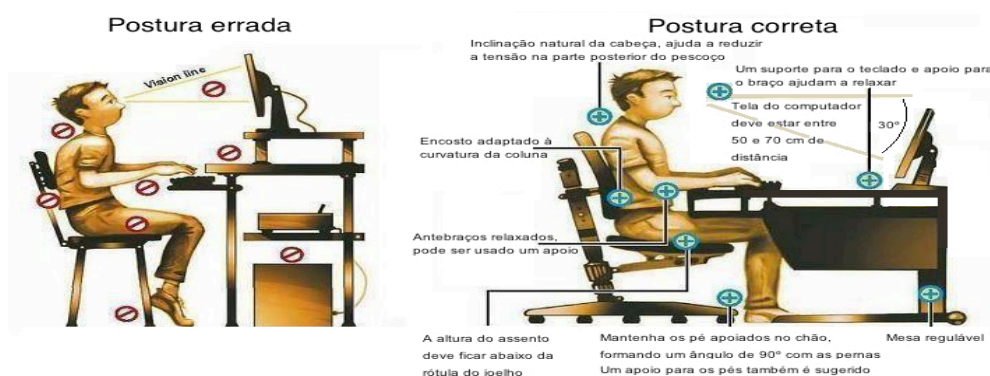 Postura errada
Vision line
Postura correta
Inclinação natural da cabeça, ajuda a reduzir
a tensão na parte posterior do pescoço
Um suporte para o teclado e apoio para
o braço ajudam a relaxar
Tela do computador
deve estar entre
50 e 70 cm de
distância
30º
Encosto adaptado à
curvatura da coluna
Antebraços relaxados,
pode ser usado um apoio
A altura do assento
deve ficar abaixo da
rótula do joelho
Mantenha os pé apoiados no chão,
formando um ângulo de 90º com as pernas
Um apoio para os pés também é sugerido
Mesa regulável